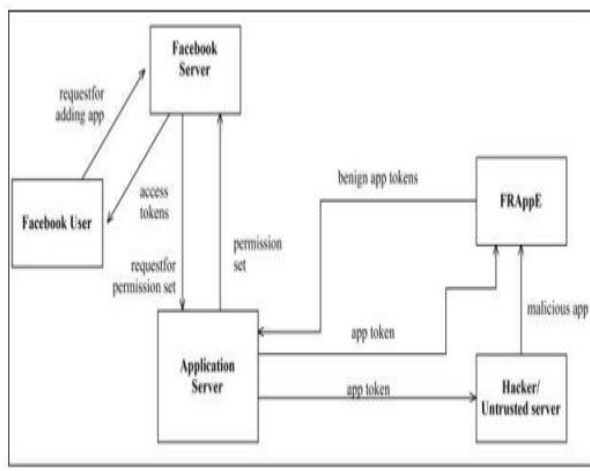 Facebook
Server
requestfor
adding app
Facebook User
access
tokens
requestfor
permission set
permission
set
benign app tokens
FRAppE
malicious app
app token
Application
Server
app token
Hacker/
Untrusted server